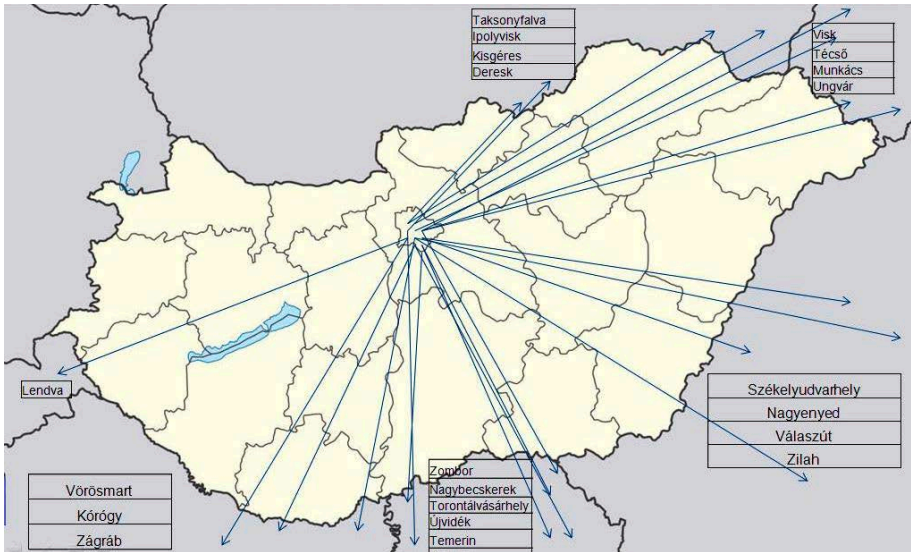 Taksonyfalva
Ipolyvisk
Kisgéres
Deresk
Visk
Técső
Munkács
Ungvár
Lendva
Székelyudvarhely
Nagyenyed
Válaszút
Zilah
Vörösmart
Kórógy
Zágráb
Zombor
Nagybecskerek
Torontálvásárhely
Újvidék
Temerin